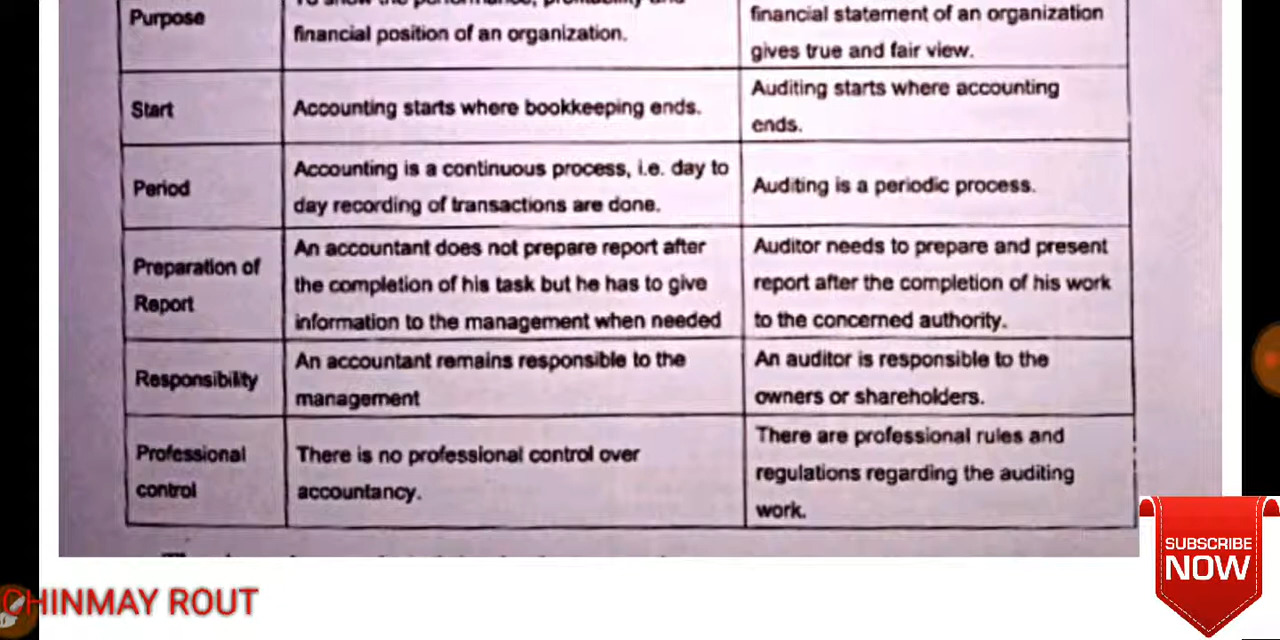 Purpose
financial position of an organization.
financial statement of an organization
gives true and fair view.
Start
Accounting starts where bookkeeping ends.
Auditing starts where accounting
ends.
Period
Accounting is a continuous process, i.e. day to
day recording of transactions are done.
Auditing is a periodic process.
Preparation of
Report
An accountant does not prepare report after
the completion of his task but he has to give
information to the management when needed
Auditor needs to prepare and present
report after the completion of his work
to the concerned authority.
Responsibility
An accountant remains responsible to the
management
An auditor is responsible to the
owners or shareholders.
Professional
control
There is no professional control over
accountancy.
There are professional rules and
regulations regarding the auditing
work.
SUBSCRIBE
NOW
CHINMAY ROUT